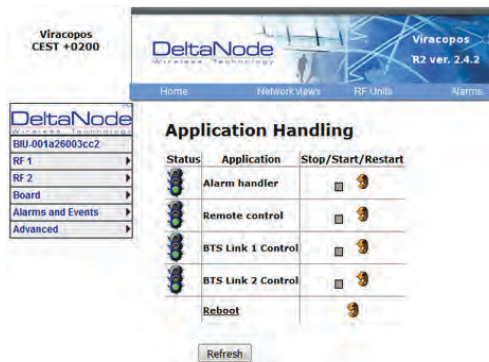 Viracopos
CEST +0200
DeltaNode
Wireless Technology
Viracopos
R2 ver. 2.4.2
Home Network Views RF Units Alarms
DeltaNode
Wireless Technology
BIU-001a26003cc2
RF 1
RF 2
Board
Alarms and Events
Advanced
Application Handling
Status Application Stop/Start/Restart
Alarm handler
Remote control
BTS Link 1 Control
BTS Link 2 Control
Reboot
Refresh